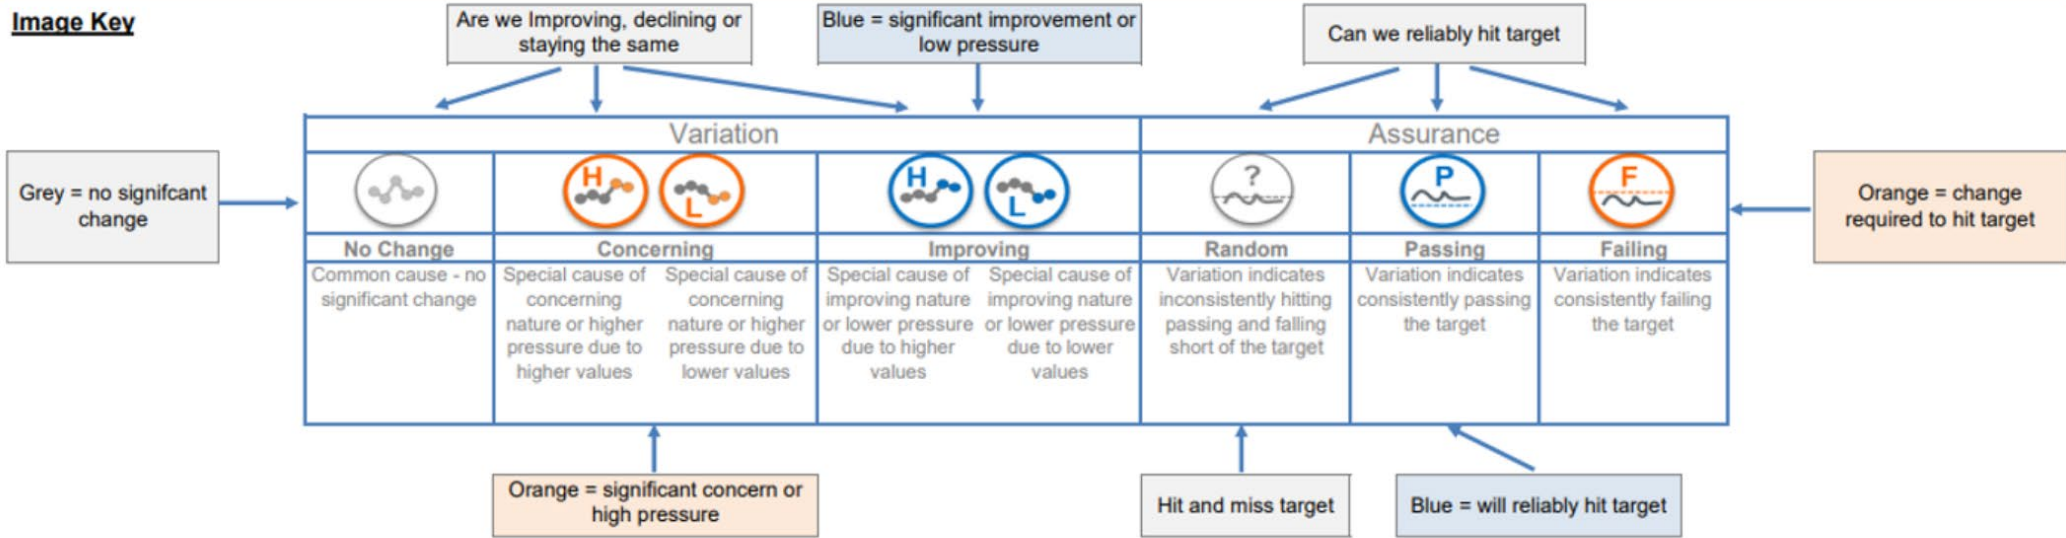 Image Key
Are we Improving, declining or
staying the same
Blue = significant improvement or
low pressure
Can we reliably hit target
Grey = no signifcant
change
Orange = change
required to hit target
Variation
Assurance
H
L
H
L
?
P
F
No Change
Concerning
Improving
Random
Passing
Failing
Common cause - no
significant change
Special cause of
concerning
nature or higher
pressure due to
higher values
Special cause of
concerning
nature or higher
pressure due to
lower values
Special cause of
improving nature
or lower pressure
due to higher
values
Special cause of
improving nature
or lower pressure
due to lower
values
Variation indicates
inconsistently hitting
passing and falling
short of the target
Variation indicates
consistently passing
the target
Variation indicates
consistently failing
the target
Orange = significant concern or
high pressure
Hit and miss target
Blue = will reliably hit target